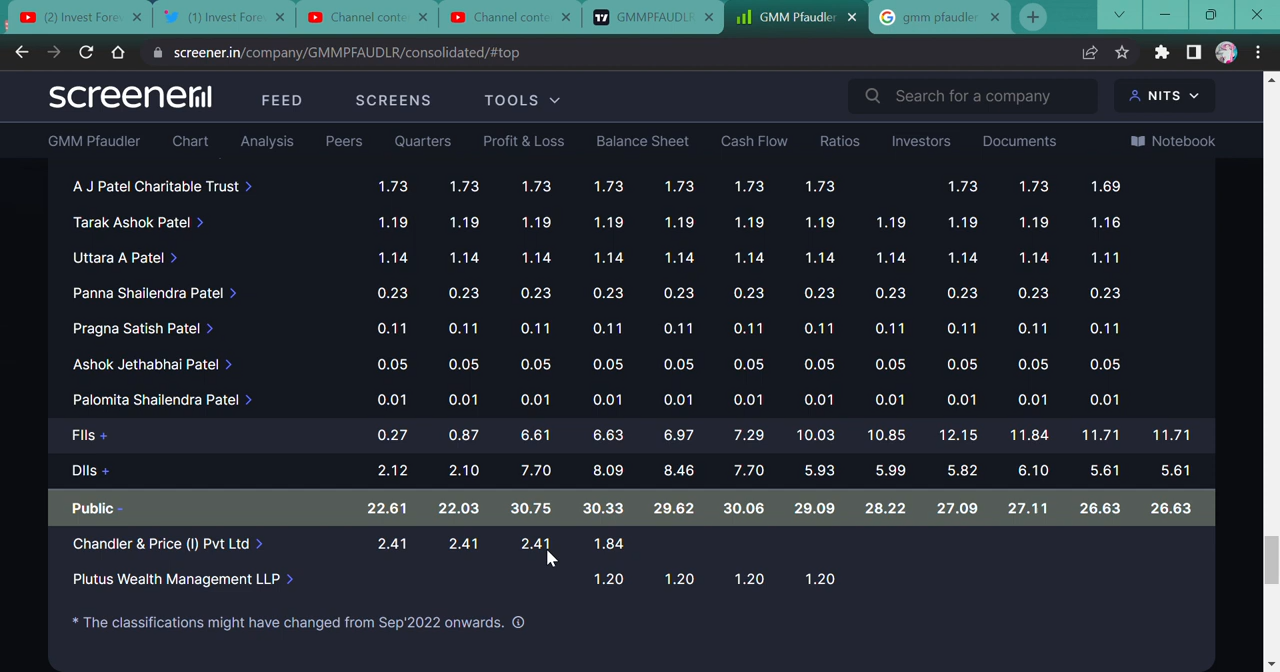 (2) Invest Fores
(1) Invest Fores
Channel conte
Channel conte
GMMPFAUDLR
GMM Pfaudler
gmm pfaudler
screener.in/company/GMMPFAUDLR/consolidated/#top
screener
FEED
SCREENS
TOOLS
Search for a company
NITS
GMM Pfaudler
Chart
Analysis
Peers
Quarters
Profit & Loss
Balance Sheet
Cash Flow
Ratios
Investors
Documents
Notebook
A J Patel Charitable Trust 1.73 1.73 1.73 1.73 1.73 1.73 1.73 1.73 1.73 1.69
Tarak Ashok Patel 1.19 1.19 1.19 1.19 1.19 1.19 1.19 1.19 1.19 1.19 1.16
Uttara A Patel 1.14 1.14 1.14 1.14 1.14 1.14 1.14 1.14 1.14 1.14 1.11
Panna Shailendra Patel 0.23 0.23 0.23 0.23 0.23 0.23 0.23 0.23 0.23 0.23 0.23
Pragna Satish Patel 0.11 0.11 0.11 0.11 0.11 0.11 0.11 0.11 0.11 0.11 0.11
Ashok Jethabhai Patel 0.05 0.05 0.05 0.05 0.05 0.05 0.05 0.05 0.05 0.05 0.05
Palomita Shailendra Patel 0.01 0.01 0.01 0.01 0.01 0.01 0.01 0.01 0.01 0.01 0.01
FIIs + 0.27 0.87 6.61 6.63 6.97 7.29 10.03 10.85 12.15 11.84 11.71 11.71
DIIs + 2.12 2.10 7.70 8.09 8.46 7.70 5.93 5.99 5.82 6.10 5.61 5.61
Public - 22.61 22.03 30.75 30.33 29.62 30.06 29.09 28.22 27.09 27.11 26.63 26.63
Chandler & Price (I) Pvt Ltd 2.41 2.41 2.41 1.84
Plutus Wealth Management LLP 1.20 1.20 1.20 1.20
* The classifications might have changed from Sep'2022 onwards.